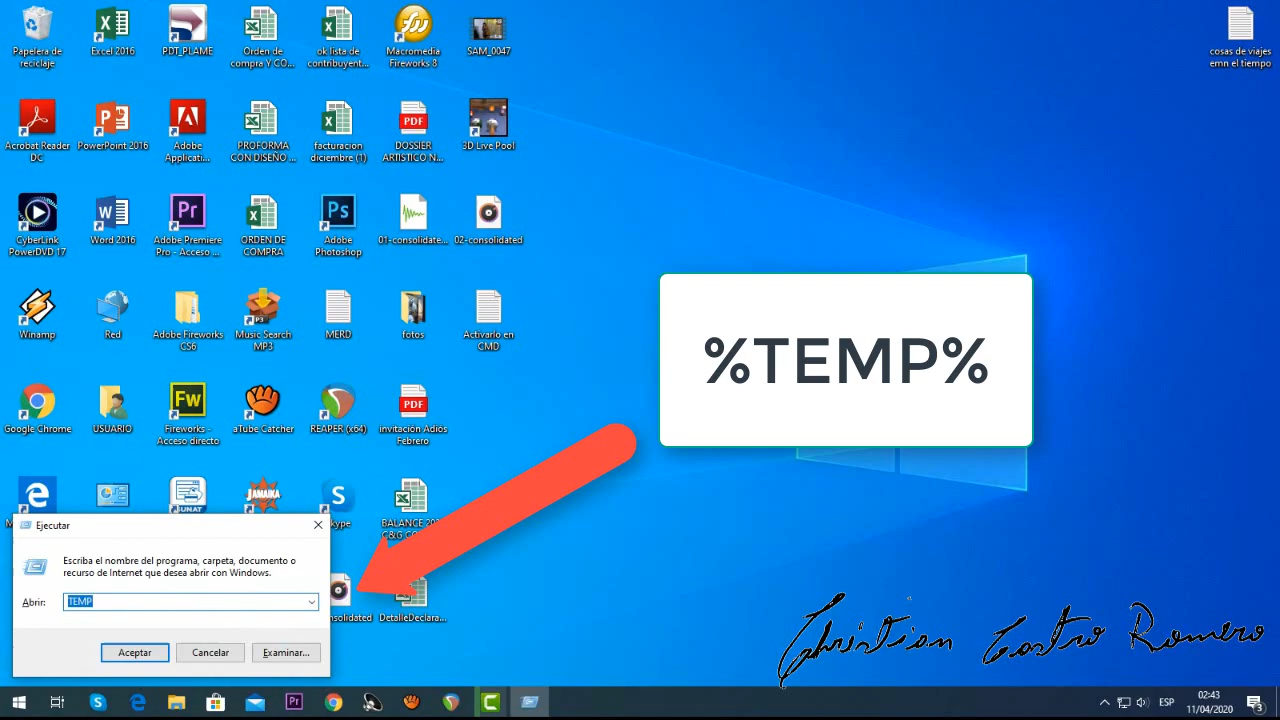 Papelera de
reciclaje
Excel 2016
PDT_PLAME
Orden de
compra Y CO...
ok lista de
contribuyent...
Macromedia
Fireworks 8
SAM_0047
cosas de viajes
emn el tiempo
Acrobat Reader
DC
PowerPoint 2016
Adobe
Applicati...
PROFORMA
CON DISEÑO ...
facturacion
diciembre (1)
DOSSIER
ARTISTICO N...
3D Live Pool
CyberLink
PowerDVD 17
Word 2016
Adobe Premiere
Pro - Acceso ...
ORDEN DE
COMPRA
Adobe
Photoshop
01-consolidate...
02-consolidated
Winamp
Red
Adobe Fireworks
CS6
Music Search
MP3
MERD
fotos
Activarlo en
CMD
%TEMP%
Google Chrome
USUARIO
Fireworks -
Acceso directo
aTube Catcher
REAPER (x64)
invitación Adios
Febrero
JAMAIKA
Ejecutar
Escriba el nombre del programa, carpeta, documento o
recurso de Internet que desea abrir con Windows.
Abrir:
TEMP
Aceptar
Cancelar
Examinar...
DetalleDeclara...
Christian Castro Romero
ESP
02:43
11/04/2020
3